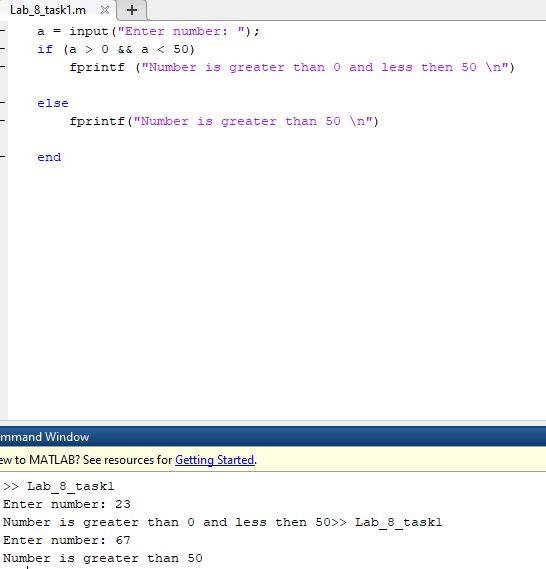 Lab_8_task1.m × +
a = input("Enter number: ");
if (a > 0 && a < 50)
fprintf ("Number is greater than 0 and less then 50 \n")
else
fprintf("Number is greater than 50 \n")
end
mmand Window
ew to MATLAB? See resources for Getting Started.
>> Lab_8_task1
Enter number: 23
Number is greater than 0 and less then 50>> Lab_8_task1
Enter number: 67
Number is greater than 50